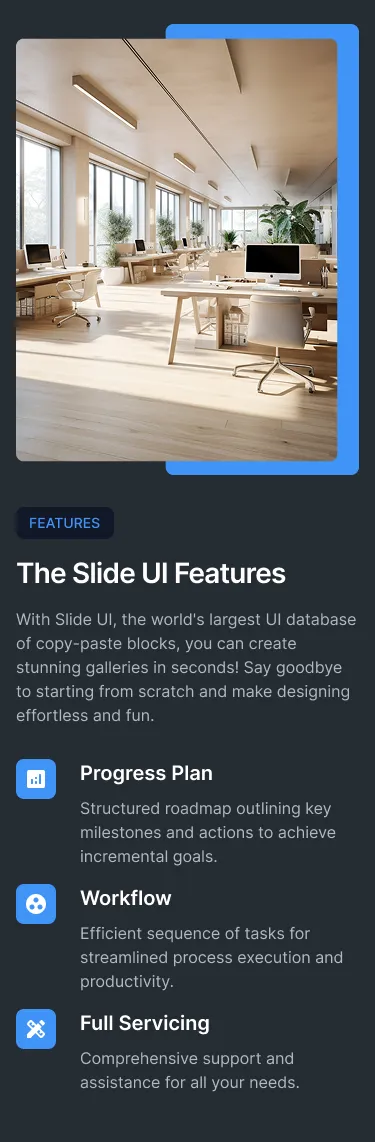 FEATURES
The Slide UI Features
With Slide UI, the world's largest UI database
of copy-paste blocks, you can create
stunning galleries in seconds! Say goodbye
to starting from scratch and make designing
effortless and fun.
Progress Plan
Structured roadmap outlining key
milestones and actions to achieve
incremental goals.
Workflow
Efficient sequence of tasks for
streamlined process execution and
productivity.
Full Servicing
Comprehensive support and
assistance for all your needs.